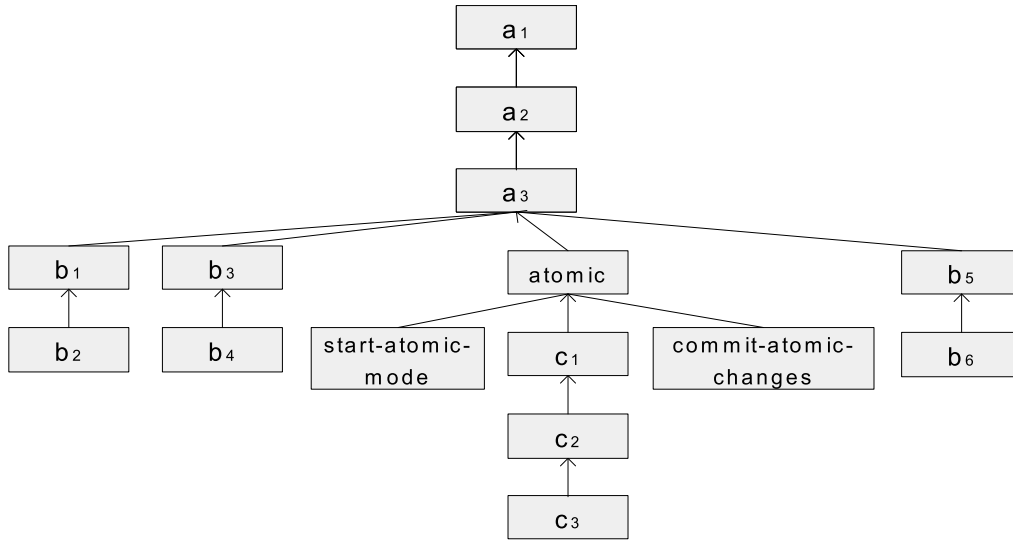 a1
a2
a3
b1
b3
atomic
b5
b2
b4
start-atomic-
mode
c1
commit-atomic-
changes
b6
c2
c3